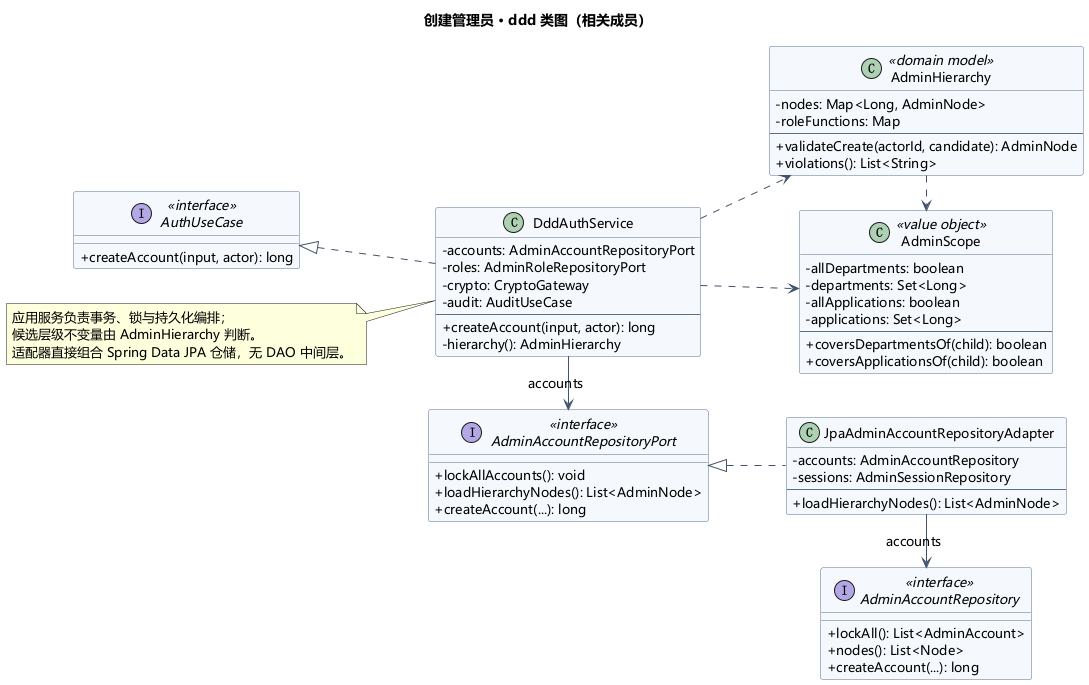 创建管理员 · ddd 类图（相关成员）
C
«domain model»
AdminHierarchy
-nodes: Map<Long, AdminNode>
-roleFunctions: Map
+validateCreate(actorId, candidate): AdminNode
+violations(): List<String>
I
«interface»
AuthUseCase
+createAccount(input, actor): long
C
DddAuthService
-accounts: AdminAccountRepositoryPort
-roles: AdminRoleRepositoryPort
-crypto: CryptoGateway
-audit: AuditUseCase
+createAccount(input, actor): long
-hierarchy(): AdminHierarchy
C
«value object»
AdminScope
-allDepartments: boolean
-departments: Set<Long>
-allApplications: boolean
-applications: Set<Long>
+coversDepartmentsOf(child): boolean
+coversApplicationsOf(child): boolean
应用服务负责事务、锁与持久化编排；
候选层级不变量由 AdminHierarchy 判断。
适配器直接组合 Spring Data JPA 仓储，无 DAO 中间层。
accounts
I
«interface»
AdminAccountRepositoryPort
+lockAllAccounts(): void
+loadHierarchyNodes(): List<AdminNode>
+createAccount(...): long
C
JpaAdminAccountRepositoryAdapter
-accounts: AdminAccountRepository
-sessions: AdminSessionRepository
+loadHierarchyNodes(): List<AdminNode>
accounts
I
«interface»
AdminAccountRepository
+lockAll(): List<AdminAccount>
+nodes(): List<Node>
+createAccount(...): long